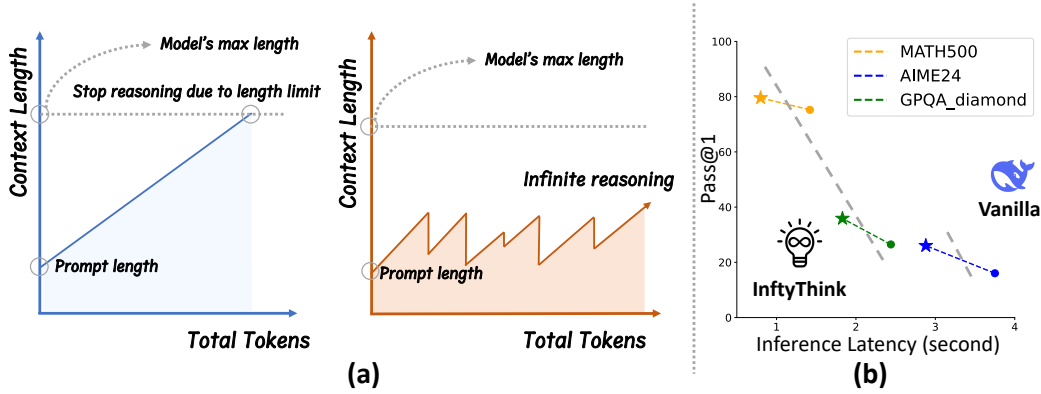 Model's max length
Stop reasoning due to length limit
Context Length
Prompt length
Total Tokens
Model's max length
Context Length
Infinite reasoning
Prompt length
Total Tokens
(a)
100
80
60
40
20
0
Pass@1
MATH500
AIME24
GPQA_diamond
Vanilla
InftyThink
1
2
3
4
Inference Latency (second)
(b)